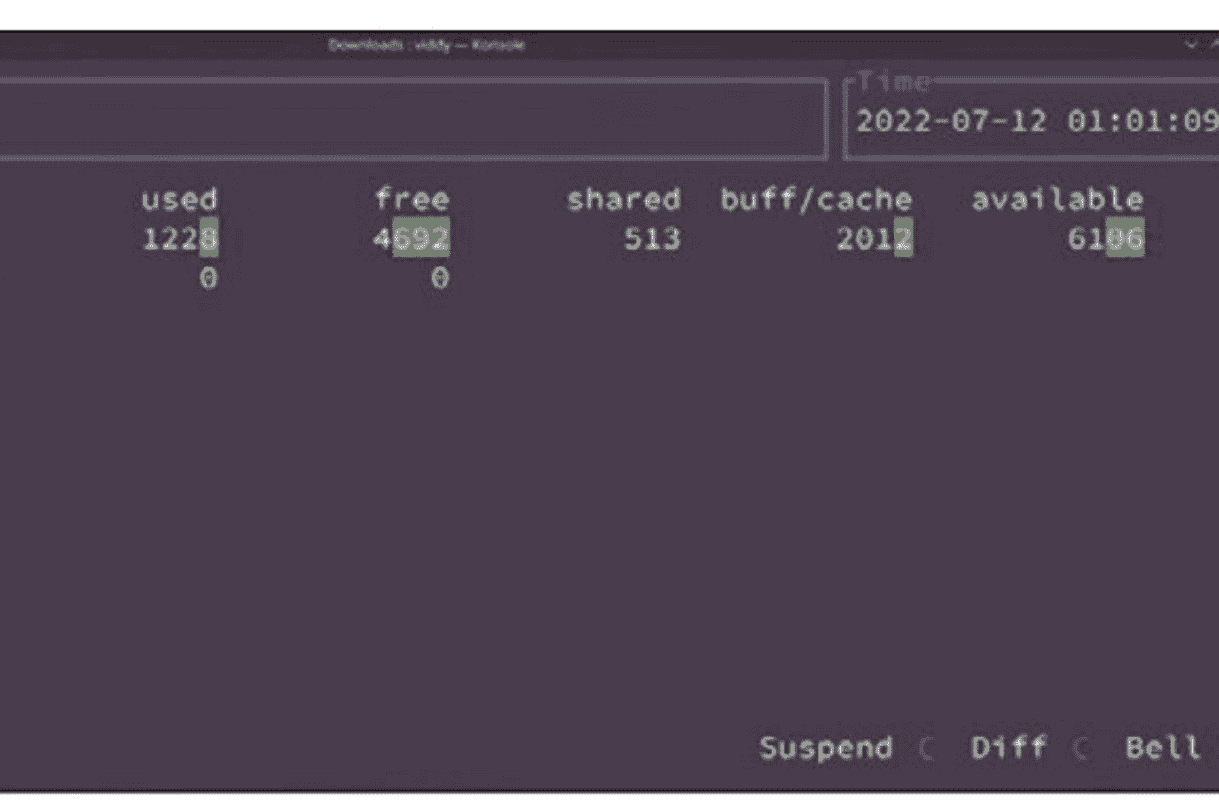 Downloads : viddy — Konsole
Time
2022-07-12 01:01:09
used free shared buff/cache available
1228 4692 513 2012 6106
0 0
Suspend Diff Bell